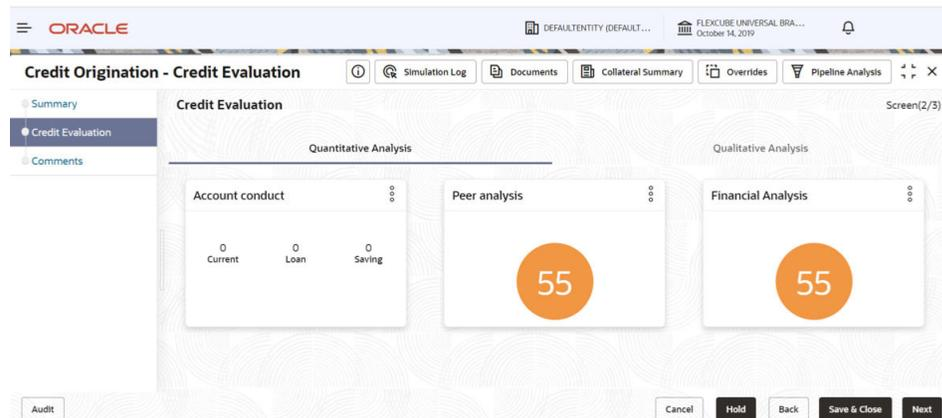 ORACLE
DEFAULTENTITY (DEFAULT...
FLEXCUBE UNIVERSAL BRA...
October 14, 2019
Credit Origination - Credit Evaluation
Simulation Log
Documents
Collateral Summary
Overrides
Pipeline Analysis
Summary
Credit Evaluation
Comments
Credit Evaluation
Screen(2/3)
Quantitative Analysis
Qualitative Analysis
Account conduct
Peer analysis
Financial Analysis
0 0 0
Current Loan Saving
55
55
Audit
Cancel
Hold
Back
Save & Close
Next